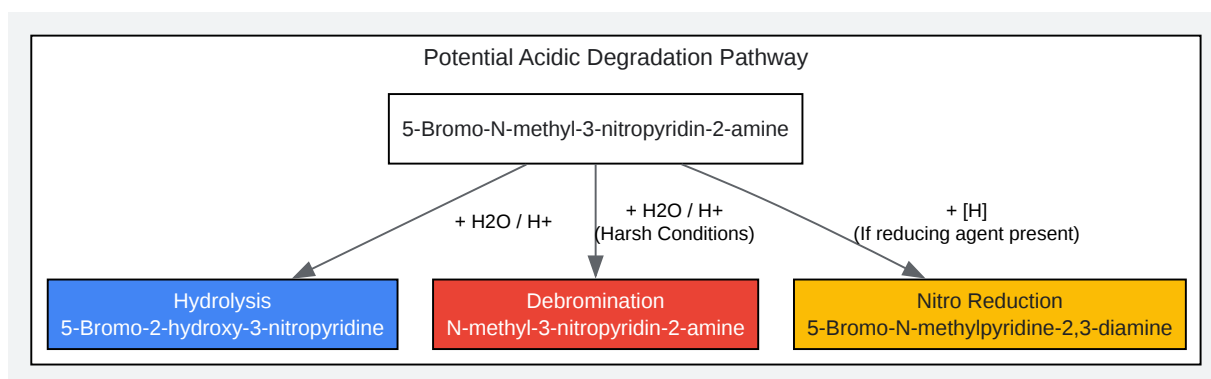 Potential Acidic Degradation Pathway
5-Bromo-N-methyl-3-nitropyridin-2-amine
+ H2O / H+
+ H2O / H+
(Harsh Conditions)
+ [H]
(If reducing agent present)
Hydrolysis
5-Bromo-2-hydroxy-3-nitropyridine
Debromination
N-methyl-3-nitropyridin-2-amine
Nitro Reduction
5-Bromo-N-methylpyridine-2,3-diamine